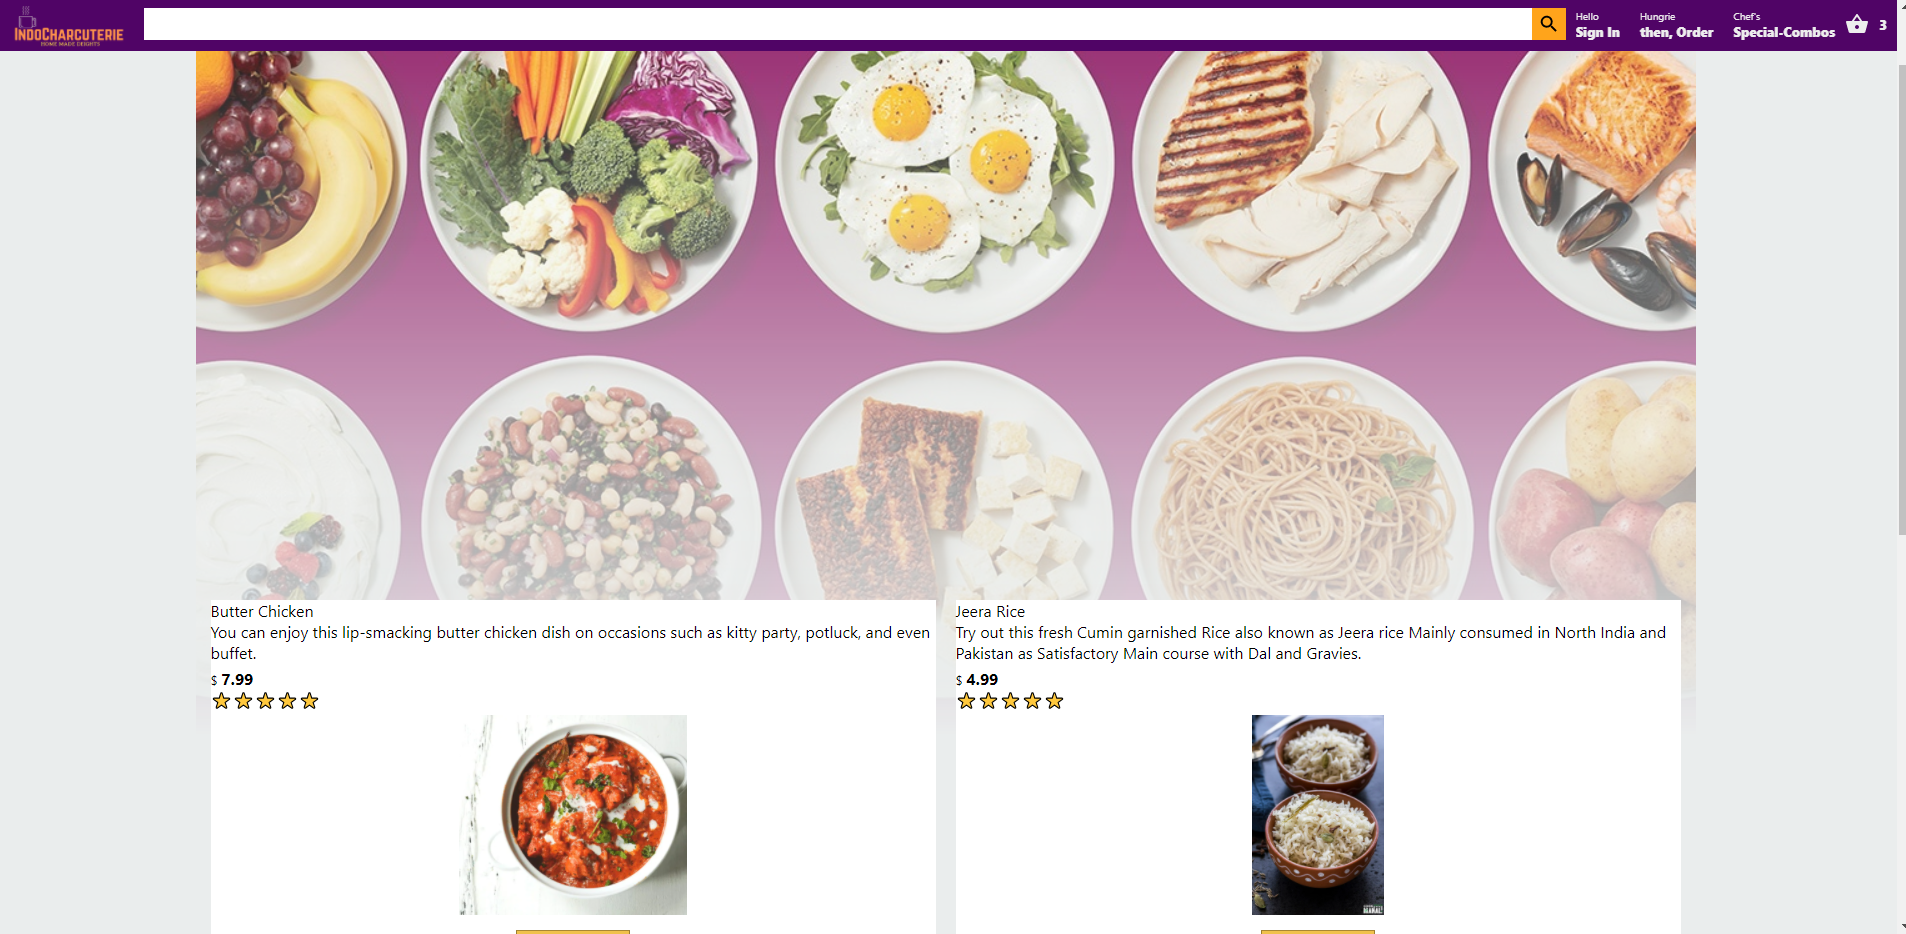 INDOCHARCUTERIE
HOME MADE DEIGHTS
Hello
Sign In
Hungrie
then, Order
Chef's
Special-Combos
3
Butter Chicken
You can enjoy this lip-smacking butter chicken dish on occasions such as kitty party, potluck, and even
buffet.
$ 7.99
Jeera Rice
Try out this fresh Cumin garnished Rice also known as Jeera rice Mainly consumed in North India and
Pakistan as Satisfactory Main course with Dal and Gravies.
$ 4.99